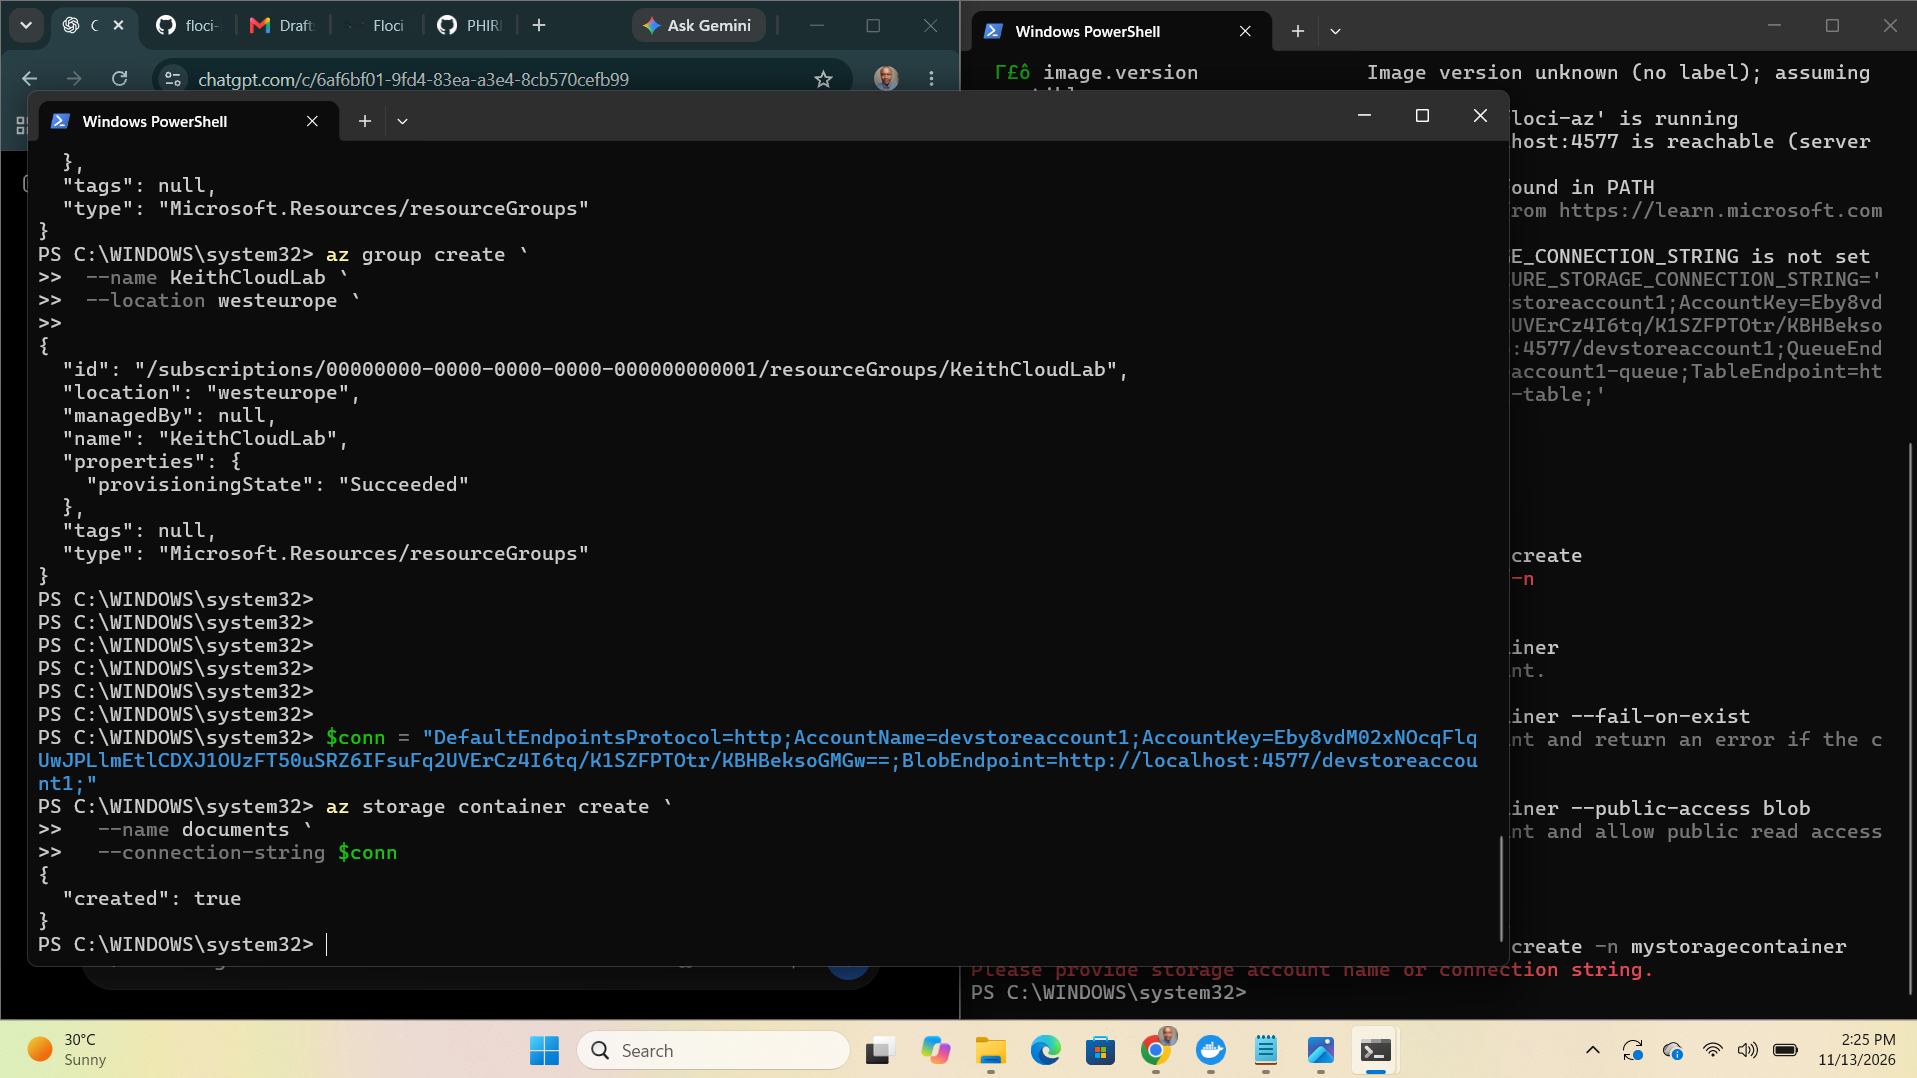 C
floci-
Draft
Floci
PHIRI
Ask Gemini
chatgpt.com/c/6af6bf01-9fd4-83ea-a3e4-8cb570cefb99
Windows PowerShell
Γ£ô image.version Image version unknown (no label); assuming
loci-az' is running
host:4577 is reachable (server
ound in PATH
rom https://learn.microsoft.com
E_CONNECTION_STRING is not set
URE_STORAGE_CONNECTION_STRING='
vstoreaccount1;AccountKey=Eby8vd
UVErCz4I6tq/K1SZFPTOtr/KBHBekso
:4577/devstoreaccount1;QueueEnd
account1-queue;TableEndpoint=ht
-table;'
create
-n
iner
nt.
iner --fail-on-exist
nt and return an error if the c
iner --public-access blob
nt and allow public read access
create -n mystoragecontainer
Please provide storage account name or connection string.
PS C:\WINDOWS\system32>
Windows PowerShell
},
"tags": null,
"type": "Microsoft.Resources/resourceGroups"
}
PS C:\WINDOWS\system32> az group create `
>> --name KeithCloudLab `
>> --location westeurope `
>>
{
"id": "/subscriptions/00000000-0000-0000-0000-000000000001/resourceGroups/KeithCloudLab",
"location": "westeurope",
"managedBy": null,
"name": "KeithCloudLab",
"properties": {
"provisioningState": "Succeeded"
},
"tags": null,
"type": "Microsoft.Resources/resourceGroups"
}
PS C:\WINDOWS\system32>
PS C:\WINDOWS\system32>
PS C:\WINDOWS\system32>
PS C:\WINDOWS\system32>
PS C:\WINDOWS\system32>
PS C:\WINDOWS\system32>
PS C:\WINDOWS\system32> $conn = "DefaultEndpointsProtocol=http;AccountName=devstoreaccount1;AccountKey=Eby8vdM02xNOcqFlq
UwJPLlmEtlCDXJ1OUzFT50uSRZ6IFsuFq2UVErCz4I6tq/K1SZFPTOtr/KBHBeksoGMGw==;BlobEndpoint=http://localhost:4577/devstoreaccou
nt1;"
PS C:\WINDOWS\system32> az storage container create `
>> --name documents `
>> --connection-string $conn
{
"created": true
}
PS C:\WINDOWS\system32>
30°C
Sunny
Search
2:25 PM
11/13/2026